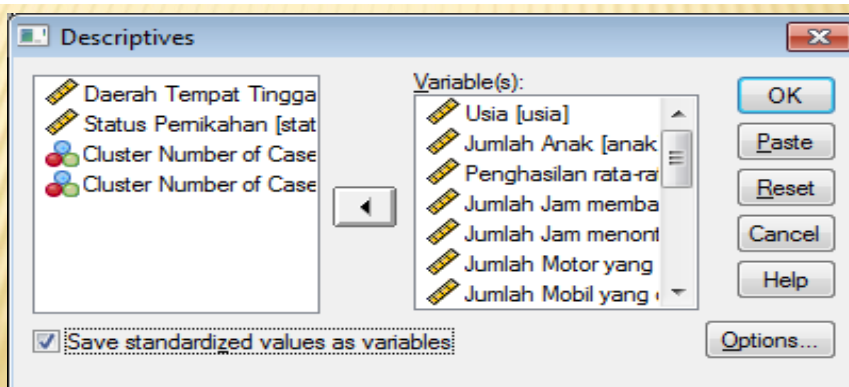 Descriptives
Daerah Tempat Tingga
Status Pernikahan [stat
Cluster Number of Case
Cluster Number of Case
Variable(s):
Usia [usia]
Jumlah Anak [anak
Penghasilan rata-ra
Jumlah Jam memba
Jumlah Jam menont
Jumlah Motor yang
Jumlah Mobil yang
OK
Paste
Reset
Cancel
Help
Save standardized values as variables
Options...